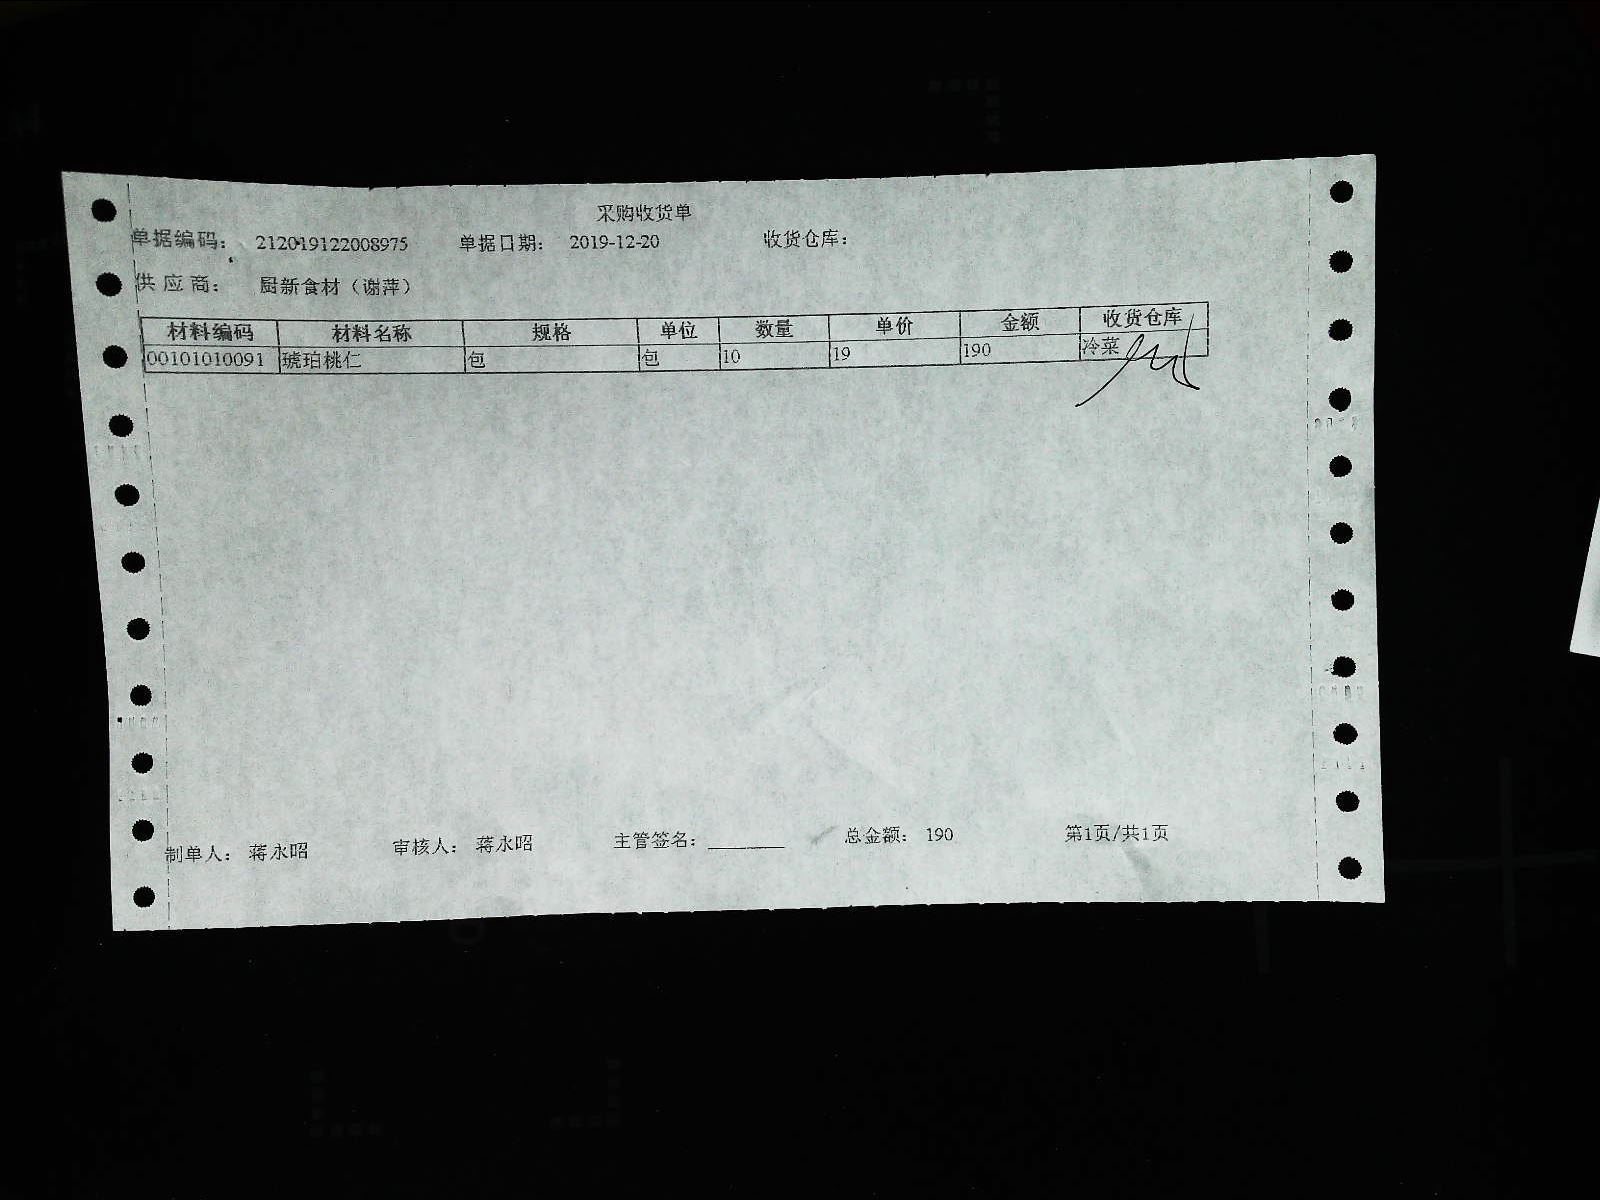 采购收货单
单据编码： 212019122008975 单据日期： 2019-12-20 收货仓库：
供应商： 厨新食材（谢萍）
材料编码 材料名称 规格 单位 数量 单价 金额 收货仓库
00101010091 琥珀桃仁 包 包 10 19 190 冷菜
制单人： 蒋永昭 审核人： 蒋永昭 主管签名： ________ 总金额： 190 第1页/共1页